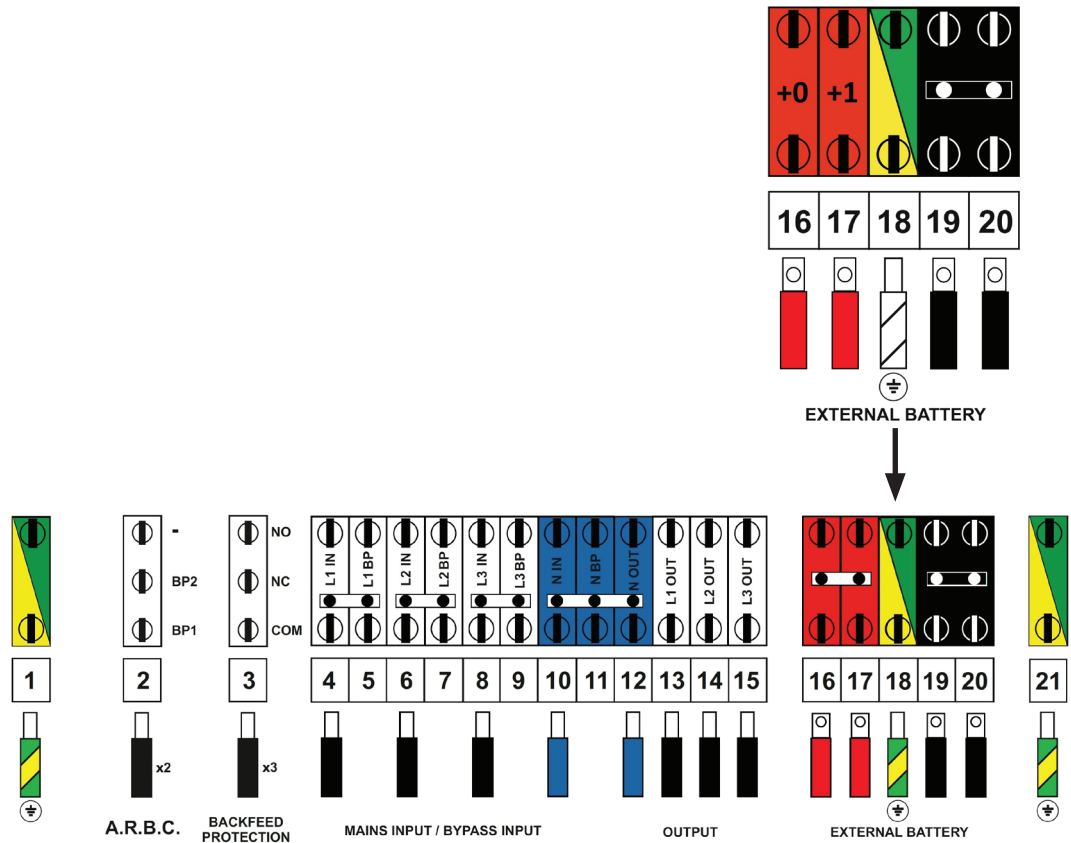 +0 +1
16 17 18 19 20
EXTERNAL BATTERY
- NO
BP2 NC
BP1 COM
L1 IN L1 BP L2 IN L2 BP L3 IN L3 BP N IN N BP N OUT L1 OUT L2 OUT L3 OUT
1 2 3 4 5 6 7 8 9 10 11 12 13 14 15 16 17 18 19 20 21
x2 x3
A.R.B.C.
BACKFEED
PROTECTION
MAINS INPUT / BYPASS INPUT
OUTPUT
EXTERNAL BATTERY